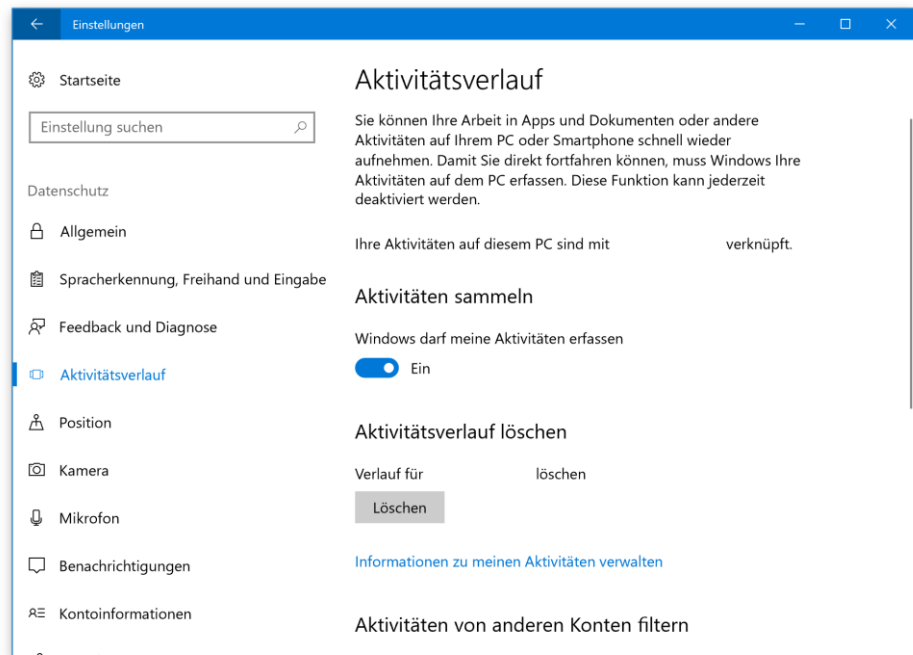 Einstellungen
Startseite
Einstellung suchen
Datenschutz
Allgemein
Spracherkennung, Freihand und Eingabe
Feedback und Diagnose
Aktivitätsverlauf
Position
Kamera
Mikrofon
Benachrichtigungen
Kontoinformationen
Aktivitätsverlauf
Sie können Ihre Arbeit in Apps und Dokumenten oder andere
Aktivitäten auf Ihrem PC oder Smartphone schnell wieder
aufnehmen. Damit Sie direkt fortfahren können, muss Windows Ihre
Aktivitäten auf dem PC erfassen. Diese Funktion kann jederzeit
deaktiviert werden.
Ihre Aktivitäten auf diesem PC sind mit verknüpft.
Aktivitäten sammeln
Windows darf meine Aktivitäten erfassen
Ein
Aktivitätsverlauf löschen
Verlauf für löschen
Löschen
Informationen zu meinen Aktivitäten verwalten
Aktivitäten von anderen Konten filtern